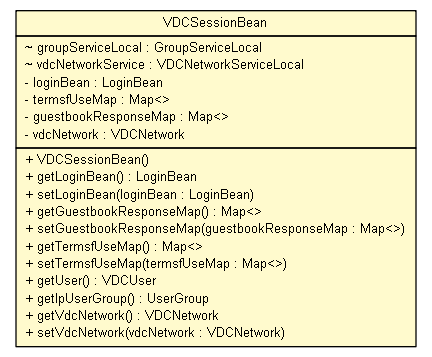 VDCSessionBean
~ groupServiceLocal : GroupServiceLocal
~ vdcNetworkService : VDCNetworkServiceLocal
- loginBean : LoginBean
- termsfUseMap : Map<>
- guestbookResponseMap : Map<>
- vdcNetwork : VDCNetwork
+ VDCSessionBean()
+ getLoginBean() : LoginBean
+ setLoginBean(loginBean : LoginBean)
+ getGuestbookResponseMap() : Map<>
+ setGuestbookResponseMap(guestbookResponseMap : Map<>)
+ getTermsfUseMap() : Map<>
+ setTermsfUseMap(termsfUseMap : Map<>)
+ getUser() : VDCUser
+ getIpUserGroup() : UserGroup
+ getVdcNetwork() : VDCNetwork
+ setVdcNetwork(vdcNetwork : VDCNetwork)